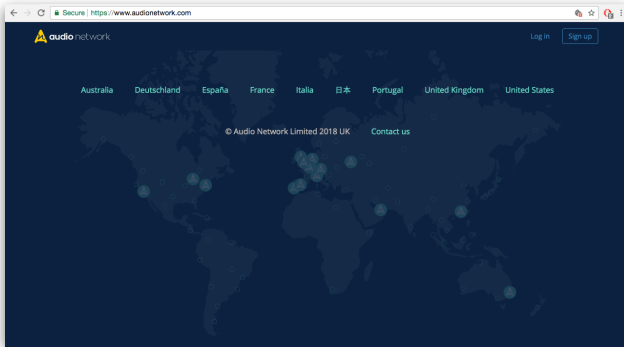 Secure | https://www.audionetwork.com
audio network
Log in
Sign up
Australia Deutschland España France Italia 日本 Portugal United Kingdom United States
© Audio Network Limited 2018 UK Contact us